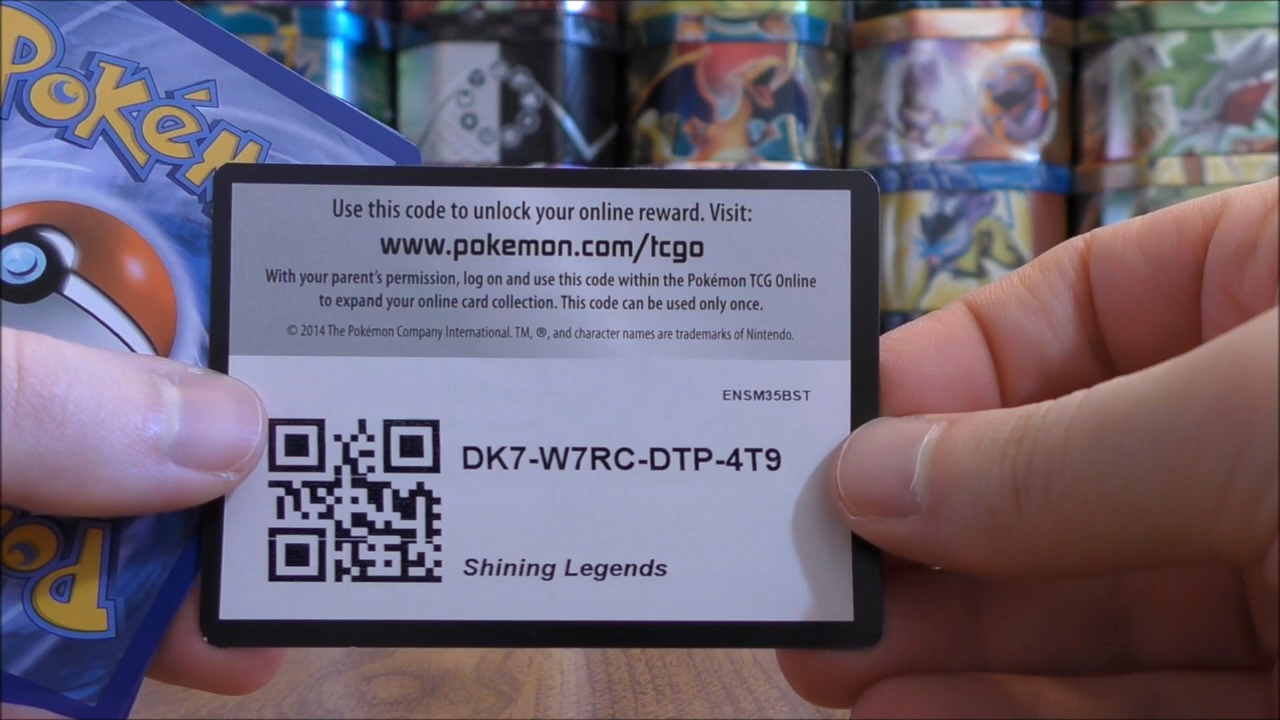 Pokém
Use this code to unlock your online reward. Visit:
www.pokemon.com/tcgo
With your parent's permission, log on and use this code within the Pokémon TCG Online
to expand your online card collection. This code can be used only once.
© 2014 The Pokémon Company International. TM, ®, and character names are trademarks of Nintendo.
ENSM35BST
DK7-W7RC-DTP-4T9
Shining Legends
Po